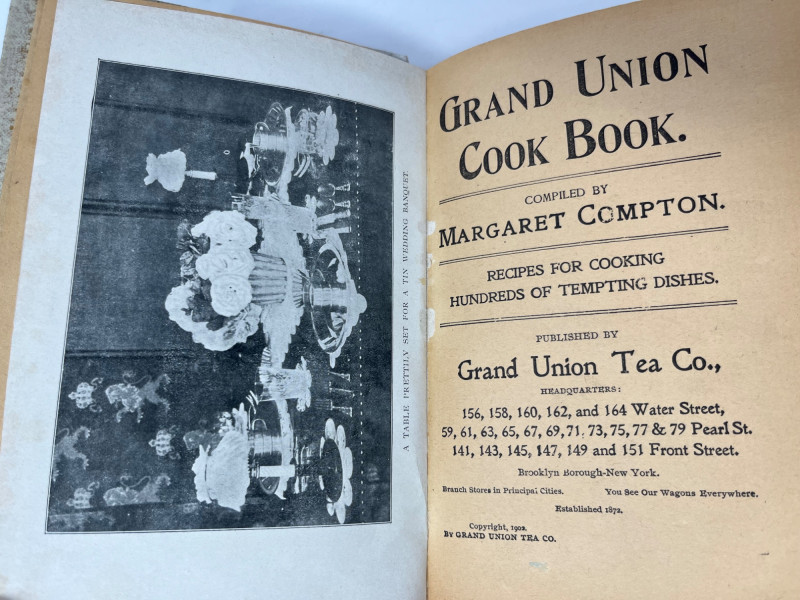 A TABLE PRETTILY SET FOR A TIN WEDDING BANQUET.
GRAND UNION
COOK BOOK.
COMPILED BY
MARGARET COMPTON.
RECIPES FOR COOKING
HUNDREDS OF TEMPTING DISHES.
PUBLISHED BY
Grand Union Tea Co.,
HEADQUARTERS:
156, 158, 160, 162, and 164 Water Street,
59, 61, 63, 65, 67, 69, 71, 73, 75, 77 & 79 Pearl St.
141, 143, 145, 147, 149 and 151 Front Street.
Brooklyn Borough-New York.
Branch Stores in Principal Cities. You See Our Wagons Everywhere.
Established 1872.
Copyright, 1902,
BY GRAND UNION TEA CO.